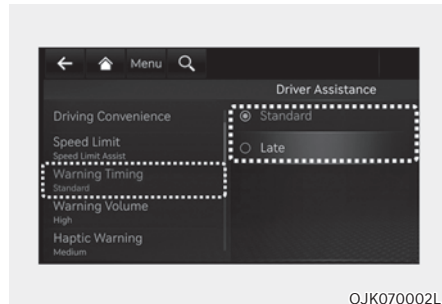 Menu
Driver Assistance
Driving Convenience
Speed Limit
Speed Limit Assist
Warning Timing
Standard
Warning Volume
High
Haptic Warning
Medium
Standard
Late
OJK070002L